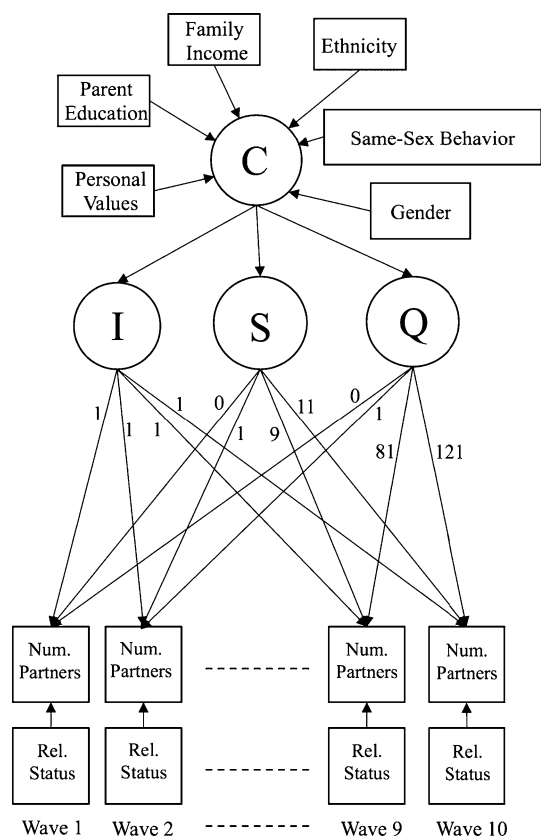 Family
Income
Ethnicity
Parent
Education
C
Same-Sex Behavior
Personal
Values
Gender
I
S
Q
1
1
1
1
0
1
9
11
0
1
81
121
Num.
Partners
Num.
Partners
Num.
Partners
Num.
Partners
Rel.
Status
Rel.
Status
Rel.
Status
Rel.
Status
Wave 1
Wave 2
Wave 9
Wave 10